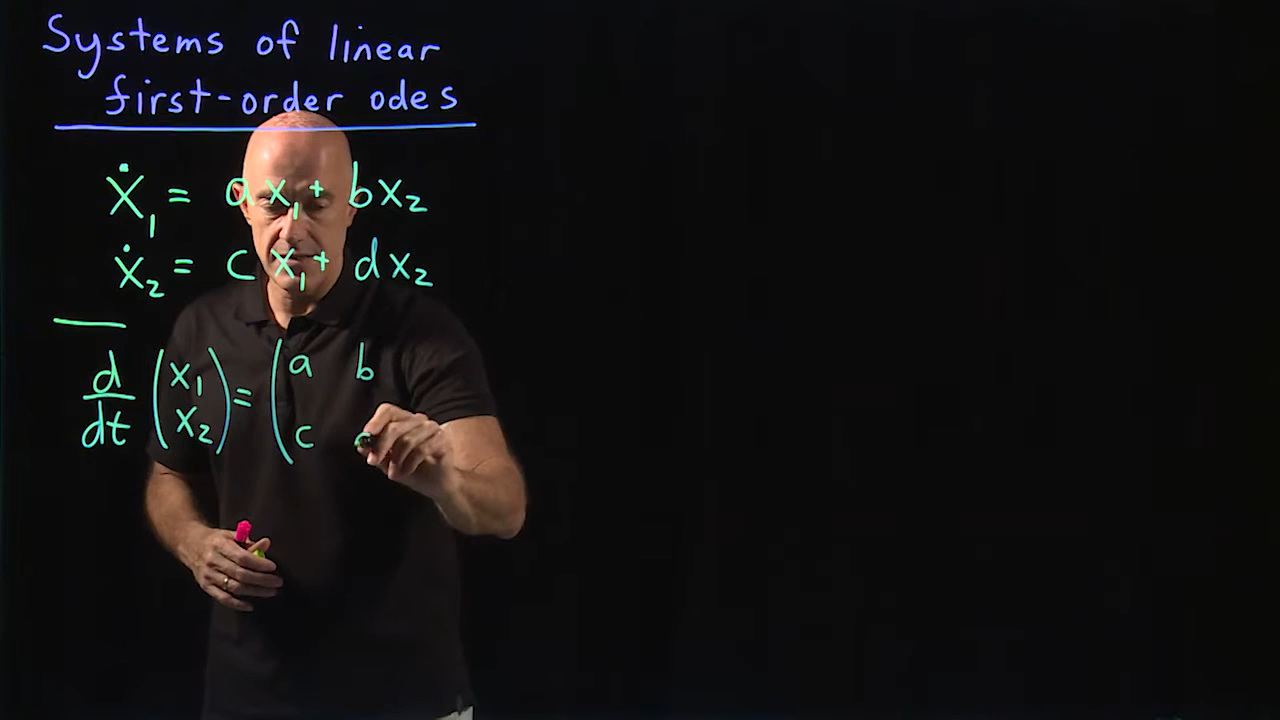 Systems of linear
first-order odes
ẋ₁ = ax₁ + bx₂
ẋ₂ = cx₁ + dx₂
d/dt (x₁ x₂) = (a b
c